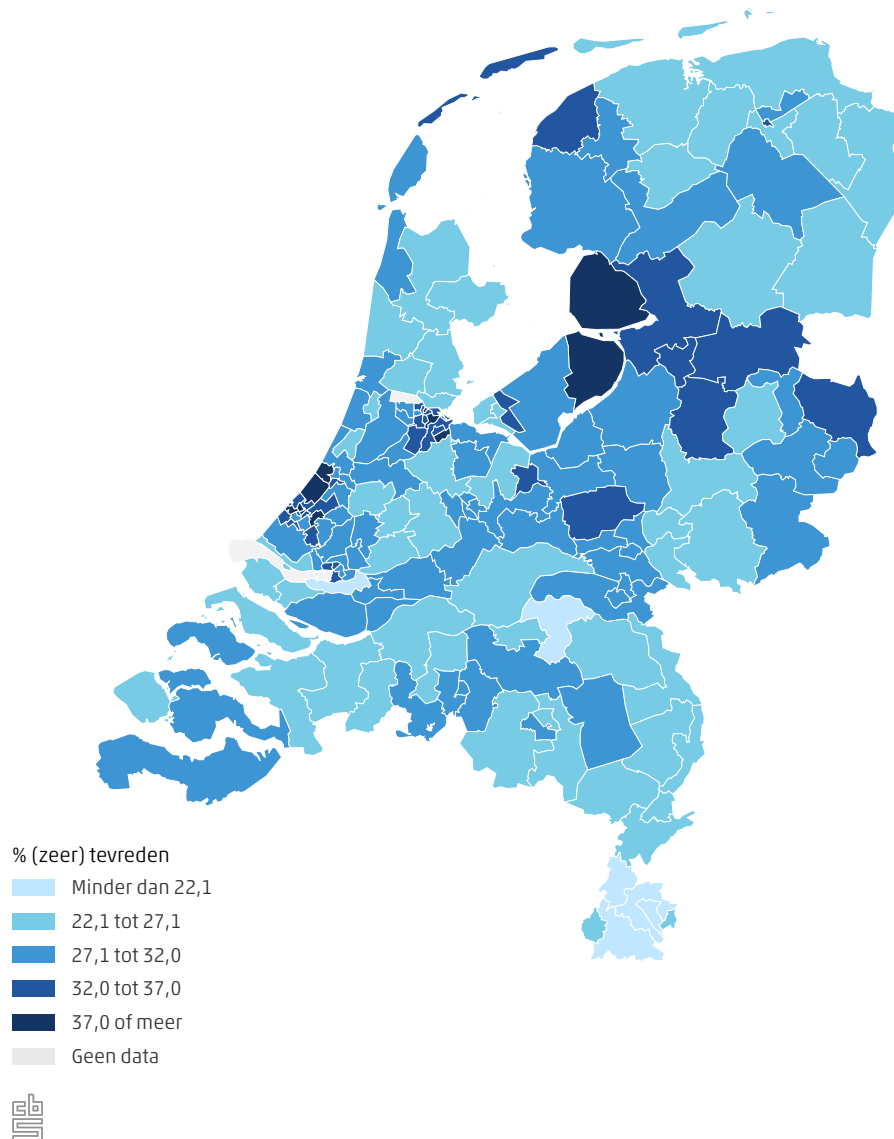 % (zeer) tevreden
Minder dan 22,1
22,1 tot 27,1
27,1 tot 32,0
32,0 tot 37,0
37,0 of meer
Geen data
cb